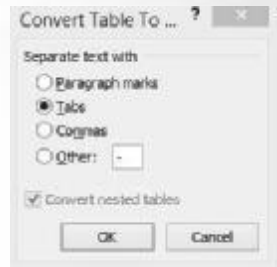 Convert Table To ... ?
Separate text with
Paragraph marks
Tabs
Commas
Other: -
Convert nested tables
OK Cancel